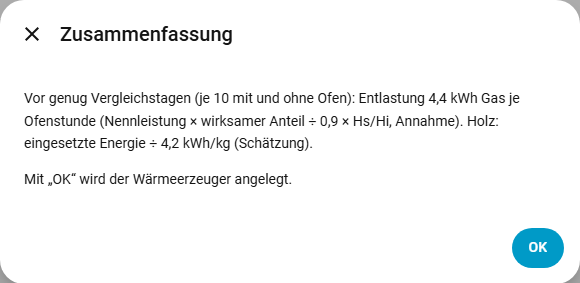 Zusammenfassung
Vor genug Vergleichstagen (je 10 mit und ohne Ofen): Entlastung 4,4 kWh Gas je
Ofenstunde (Nennleistung × wirksamer Anteil ÷ 0,9 × Hs/Hi, Annahme). Holz:
eingesetzte Energie ÷ 4,2 kWh/kg (Schätzung).
Mit „OK“ wird der Wärmeerzeuger angelegt.
OK